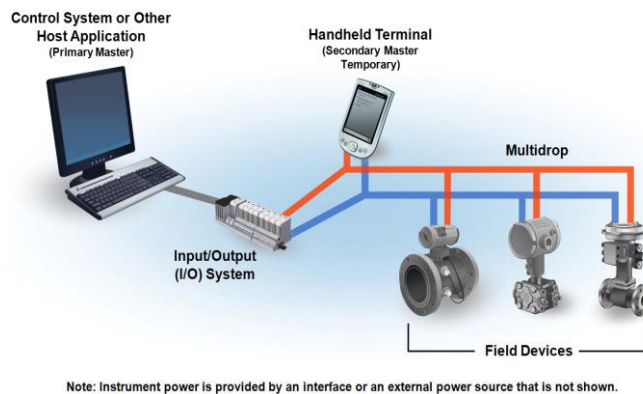 Control System or Other
Host Application
(Primary Master)
Handheld Terminal
(Secondary Master
Temporary)
Multidrop
Input/Output
(I/O) System
Field Devices
Note: Instrument power is provided by an interface or an external power source that is not shown.